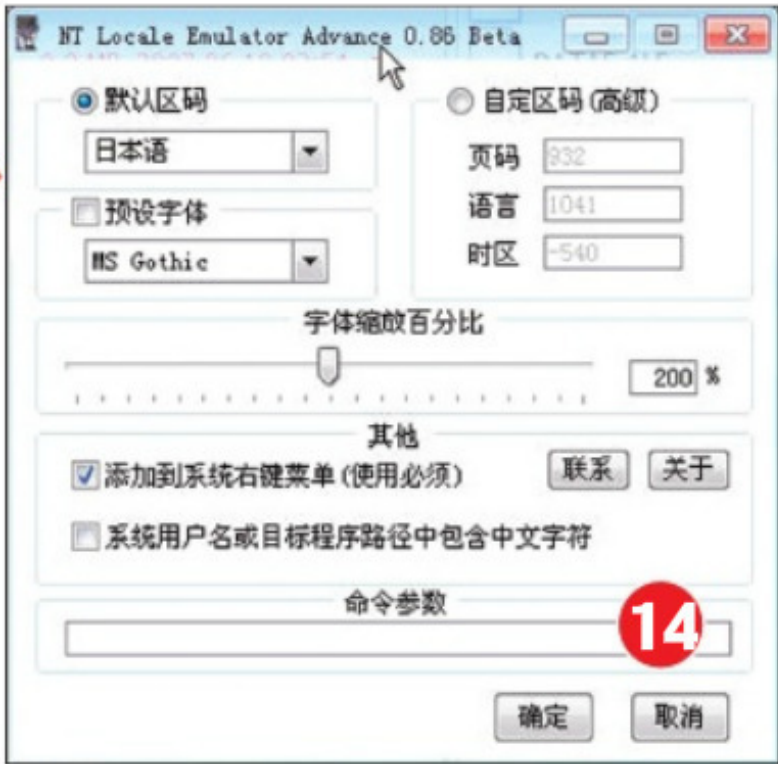 NT Locale Emulator Advance 0.86 Beta
默认区码
日本语
预设字体
MS Gothic
自定区码(高级)
页码 932
语言 1041
时区 -540
字体缩放百分比
200 %
其他
添加到系统右键菜单(使用必须)
联系 关于
系统用户名或目标程序路径中包含中文字符
命令参数
14
确定 取消